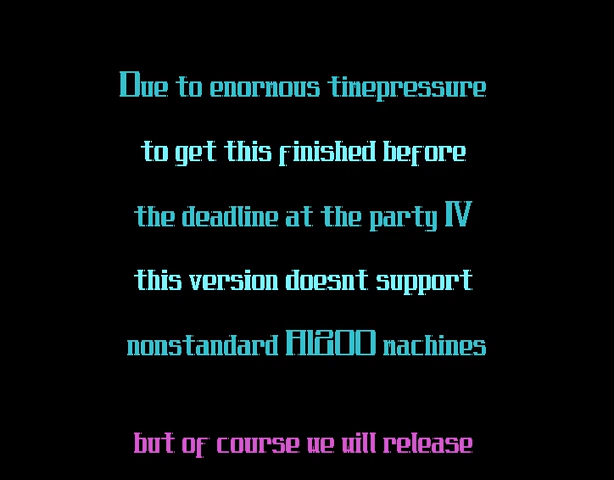 Due to enormous timepressure
to get this finished before
the deadline at the party IV
this version doesnt support
nonstandard A1200 machines
but of course we will release